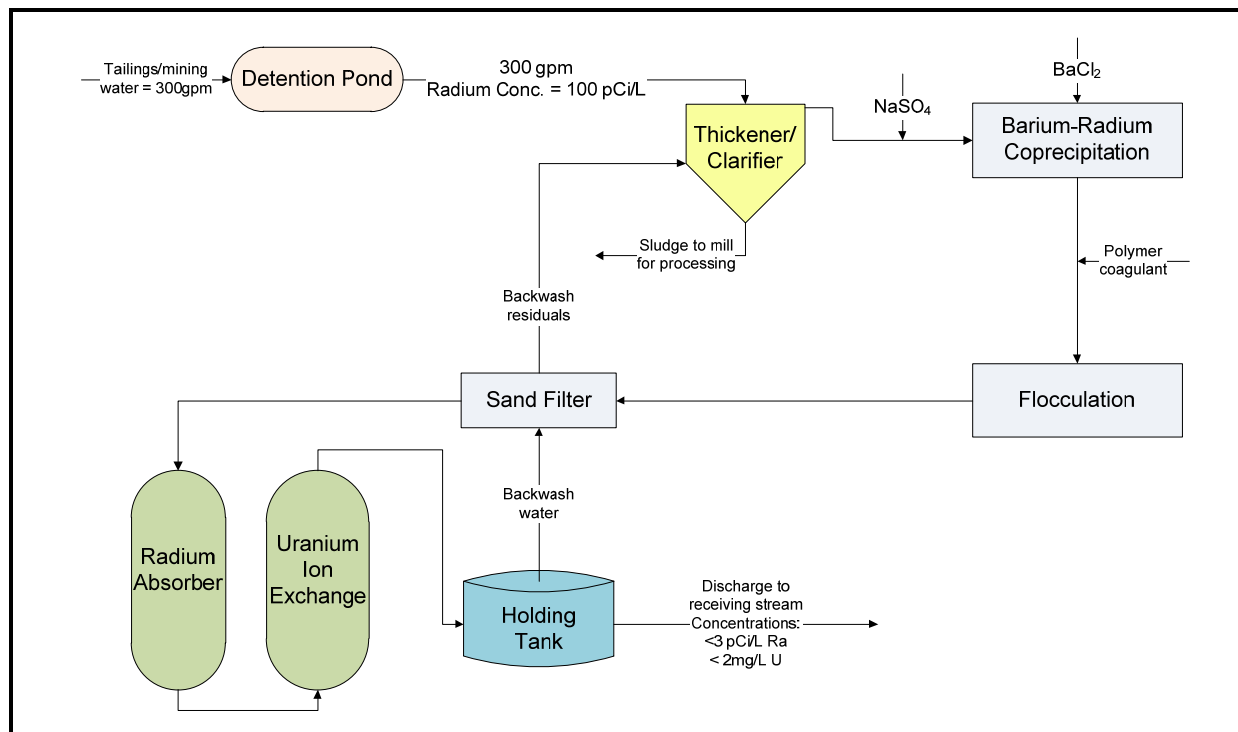 Tailings/mining
water = 300gpm
Detention Pond
300 gpm
Radium Conc. = 100 pCi/L
Thickener/
Clarifier
NaSO₄
BaCl₂
Barium-Radium
Coprecipitation
Sludge to mill
for processing
Polymer
coagulant
Backwash
residuals
Sand Filter
Flocculation
Backwash
water
Radium
Absorber
Uranium
Ion
Exchange
Holding
Tank
Discharge to
receiving stream
Concentrations:
<3 pCi/L Ra
< 2mg/L U